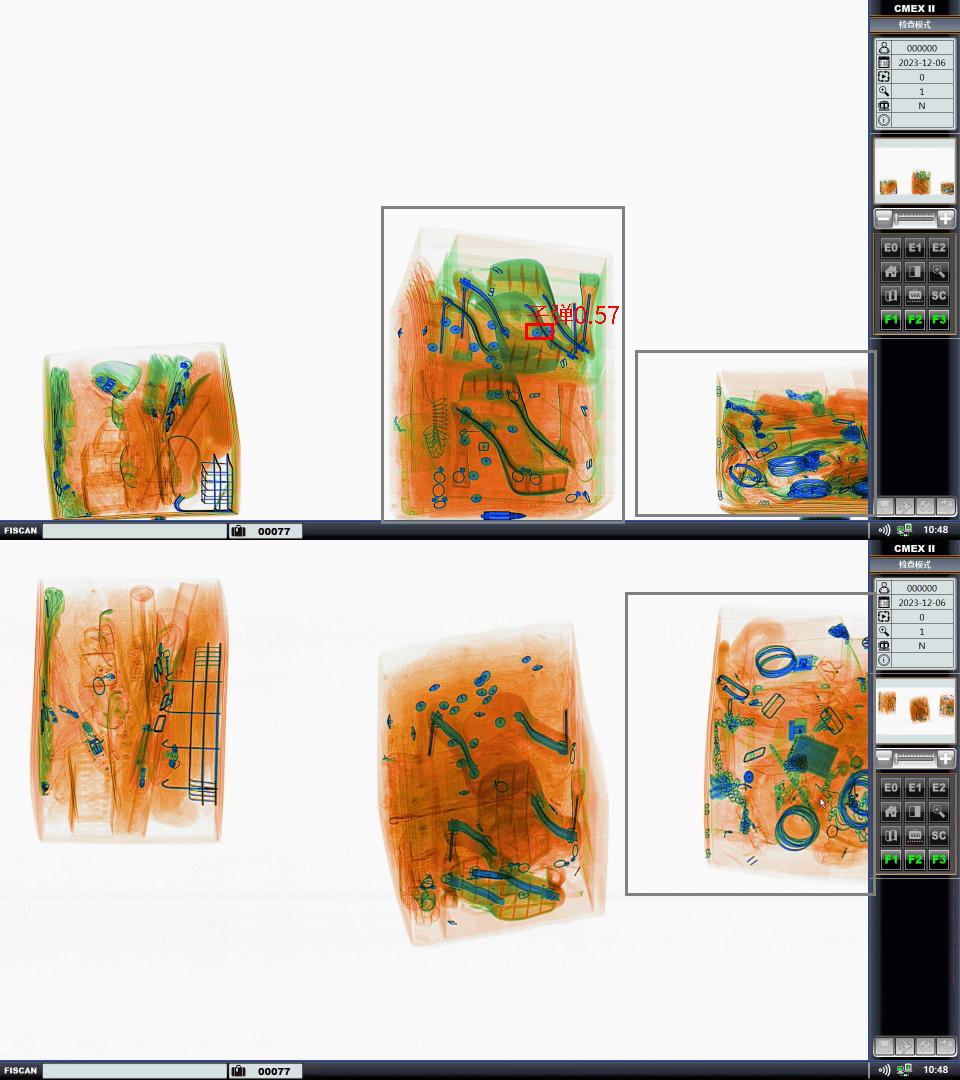 CMEX II
检查模式
000000
2023-12-06
0
1
N
E0 E1 E2
SC
F1 F2 F3
子弹0.57
FISCAN
00077
10:48
CMEX II
检查模式
000000
2023-12-06
0
1
N
E0 E1 E2
SC
F1 F2 F3
FISCAN
00077
10:48